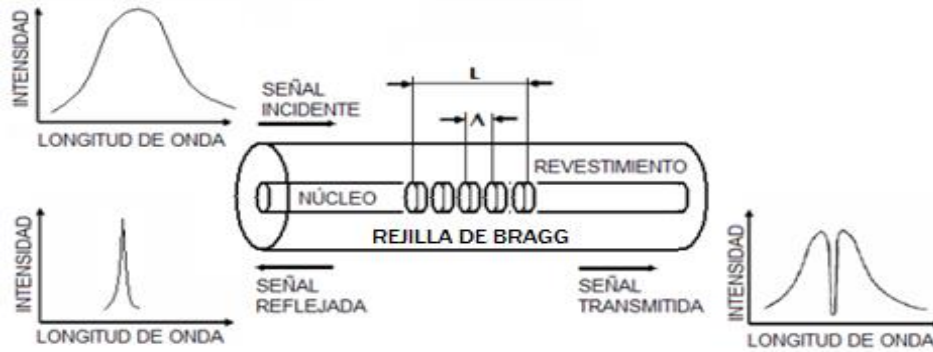 INTENSIDAD
LONGITUD DE ONDA
SEÑAL
INCIDENTE
L
Λ
REVESTIMIENTO
NÚCLEO
REJILLA DE BRAGG
INTENSIDAD
LONGITUD DE ONDA
SEÑAL
REFLEJADA
SEÑAL
TRANSMITIDA
INTENSIDAD
LONGITUD DE ONDA